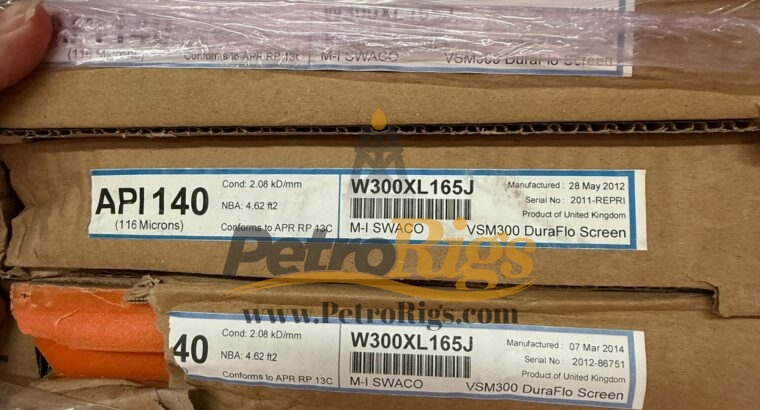 (116 Microns)
Conforms to APR RP 13C
M-I SWACO
VSM300 DuraFlo Screen
API 140
(116 Microns)
Cond: 2.08 kD/mm
NBA: 4.62 ft2
Conforms to APR RP 13C
W300XL165J
M-I SWACO
Manufactured : 28 May 2012
Serial No : 2011-REPRI
Product of United Kingdom
VSM300 DuraFlo Screen
PetroRigs
www.PetroRigs.com
40
Cond: 2.08 kD/mm
NBA: 4.62 ft2
Conforms to APR RP 13C
W300XL165J
M-I SWACO
Manufactured : 07 Mar 2014
Serial No : 2012-86751
Product of United Kingdom
VSM300 DuraFlo Screen